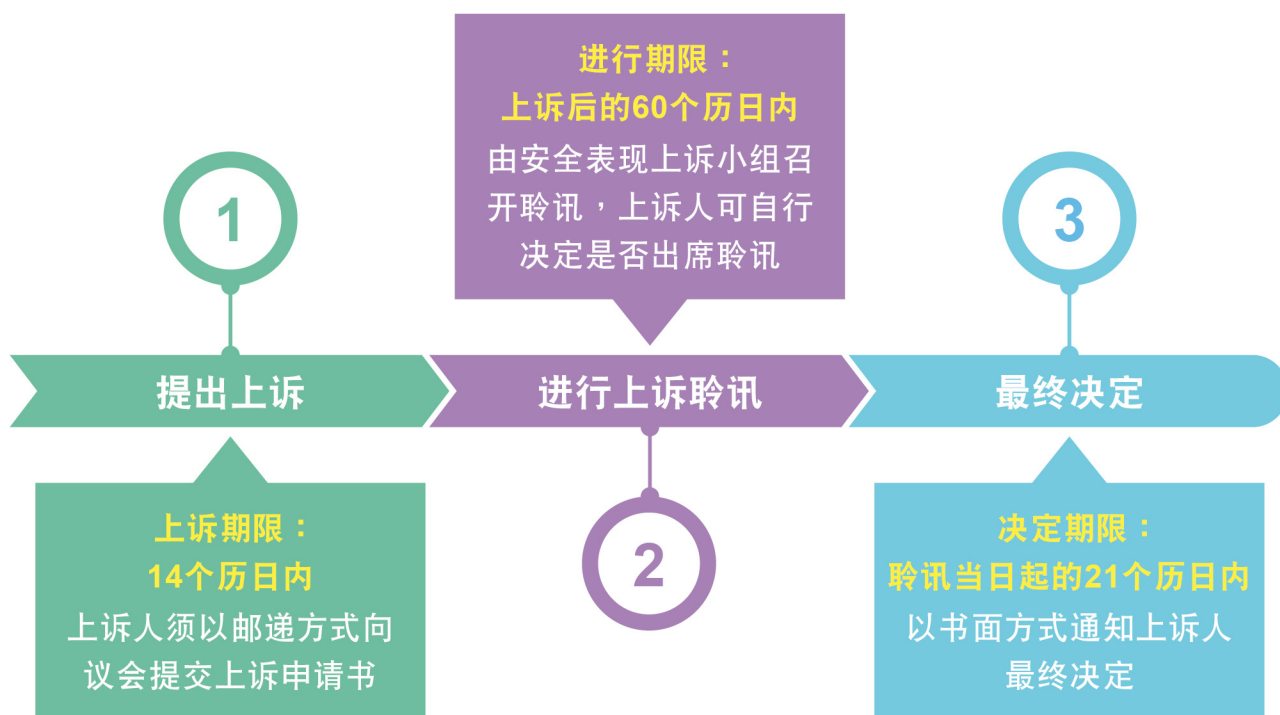 1
提出上诉
上诉期限：
14个历日内
上诉人须以邮递方式向
议会提交上诉申请书
进行期限：
上诉后的60个历日内
由安全表现上诉小组召
开聆讯，上诉人可自行
决定是否出席聆讯
进行上诉聆讯
2
3
最终决定
决定期限：
聆讯当日起的21个历日内
以书面方式通知上诉人
最终决定